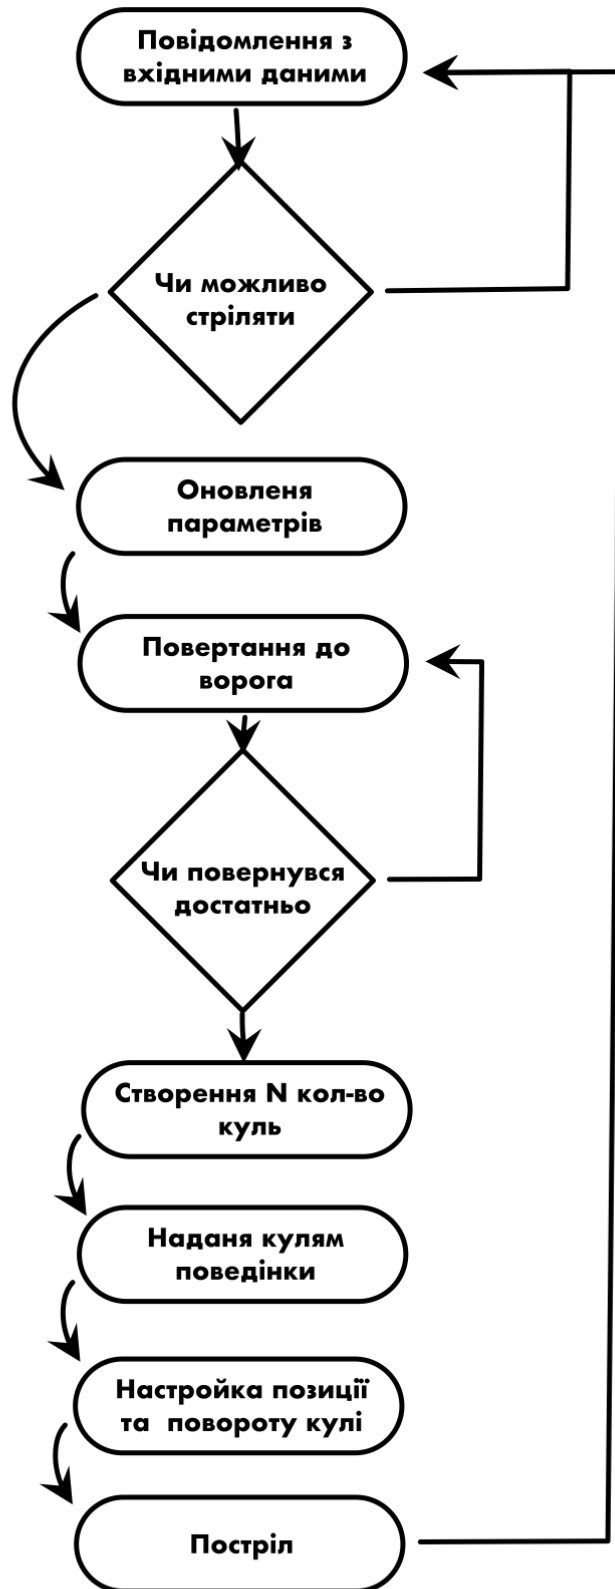 Повідомлення з
вхідними даними
Чи можливо
стріляти
Оновленя
параметрів
Повертання до
ворога
Чи повернувся
достатньо
Створення N кол-во
куль
Наданя кулям
поведінки
Настройка позиції
та повороту кулі
Постріл